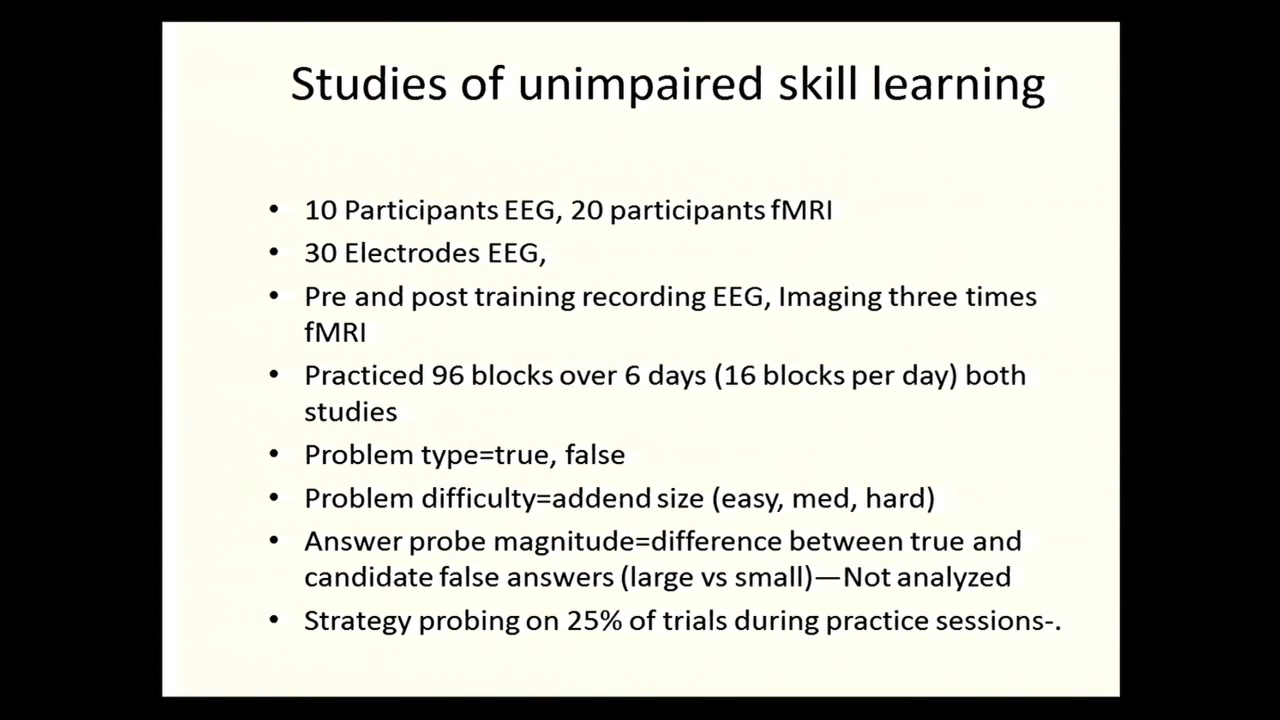 Studies of unimpaired skill learning
• 10 Participants EEG, 20 participants fMRI
• 30 Electrodes EEG,
• Pre and post training recording EEG, Imaging three times
fMRI
• Practiced 96 blocks over 6 days (16 blocks per day) both
studies
• Problem type=true, false
• Problem difficulty=addend size (easy, med, hard)
• Answer probe magnitude=difference between true and
candidate false answers (large vs small)—Not analyzed
• Strategy probing on 25% of trials during practice sessions-.